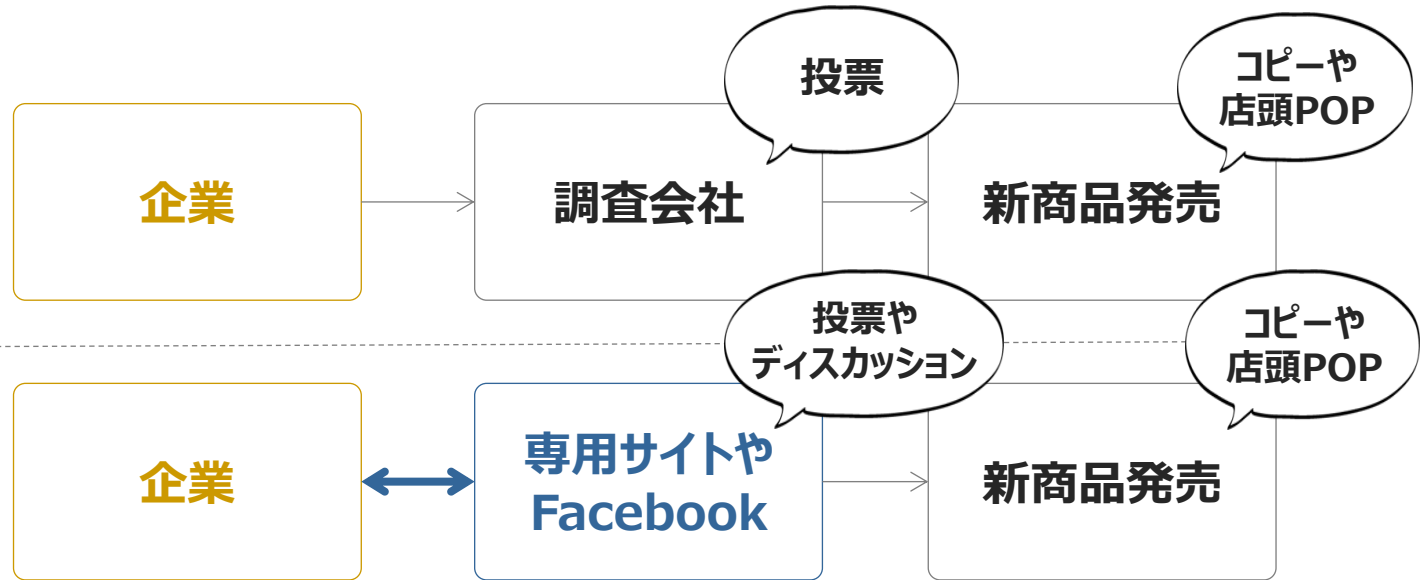 投票
コピーや
店頭POP
企業
調査会社
新商品発売
投票や
ディスカッション
コピーや
店頭POP
企業
専用サイトや
Facebook
新商品発売